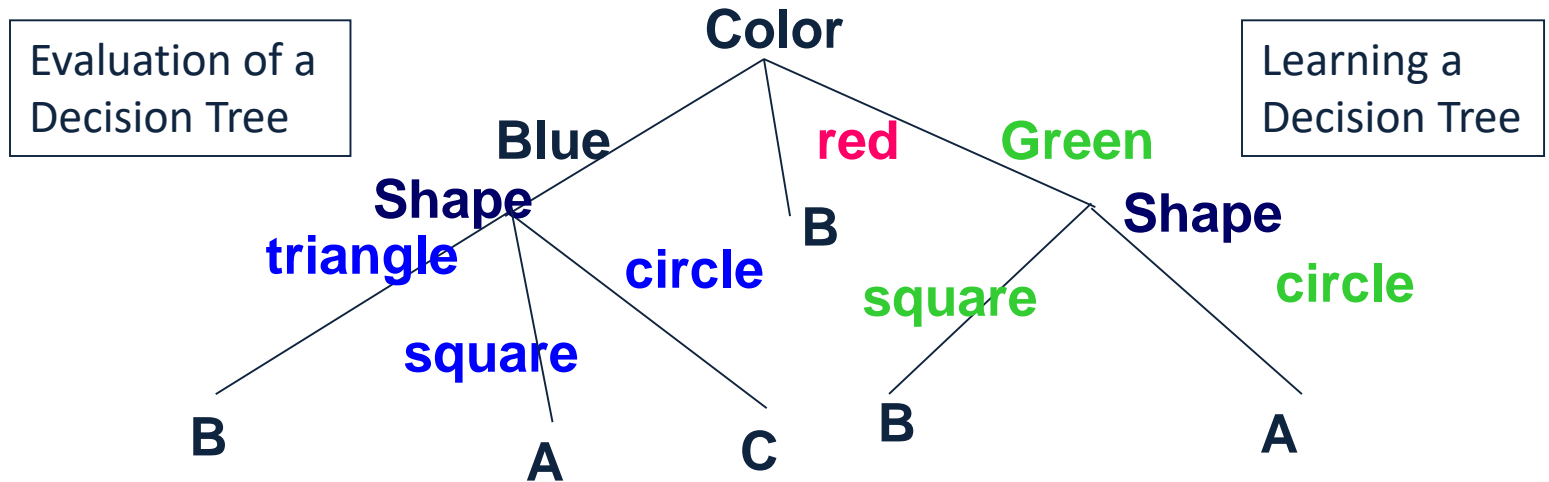 Color
Evaluation of a
Decision Tree
Learning a
Decision Tree
Blue
red
Green
Shape
B
Shape
triangle
circle
square
circle
square
B
A
C
B
A